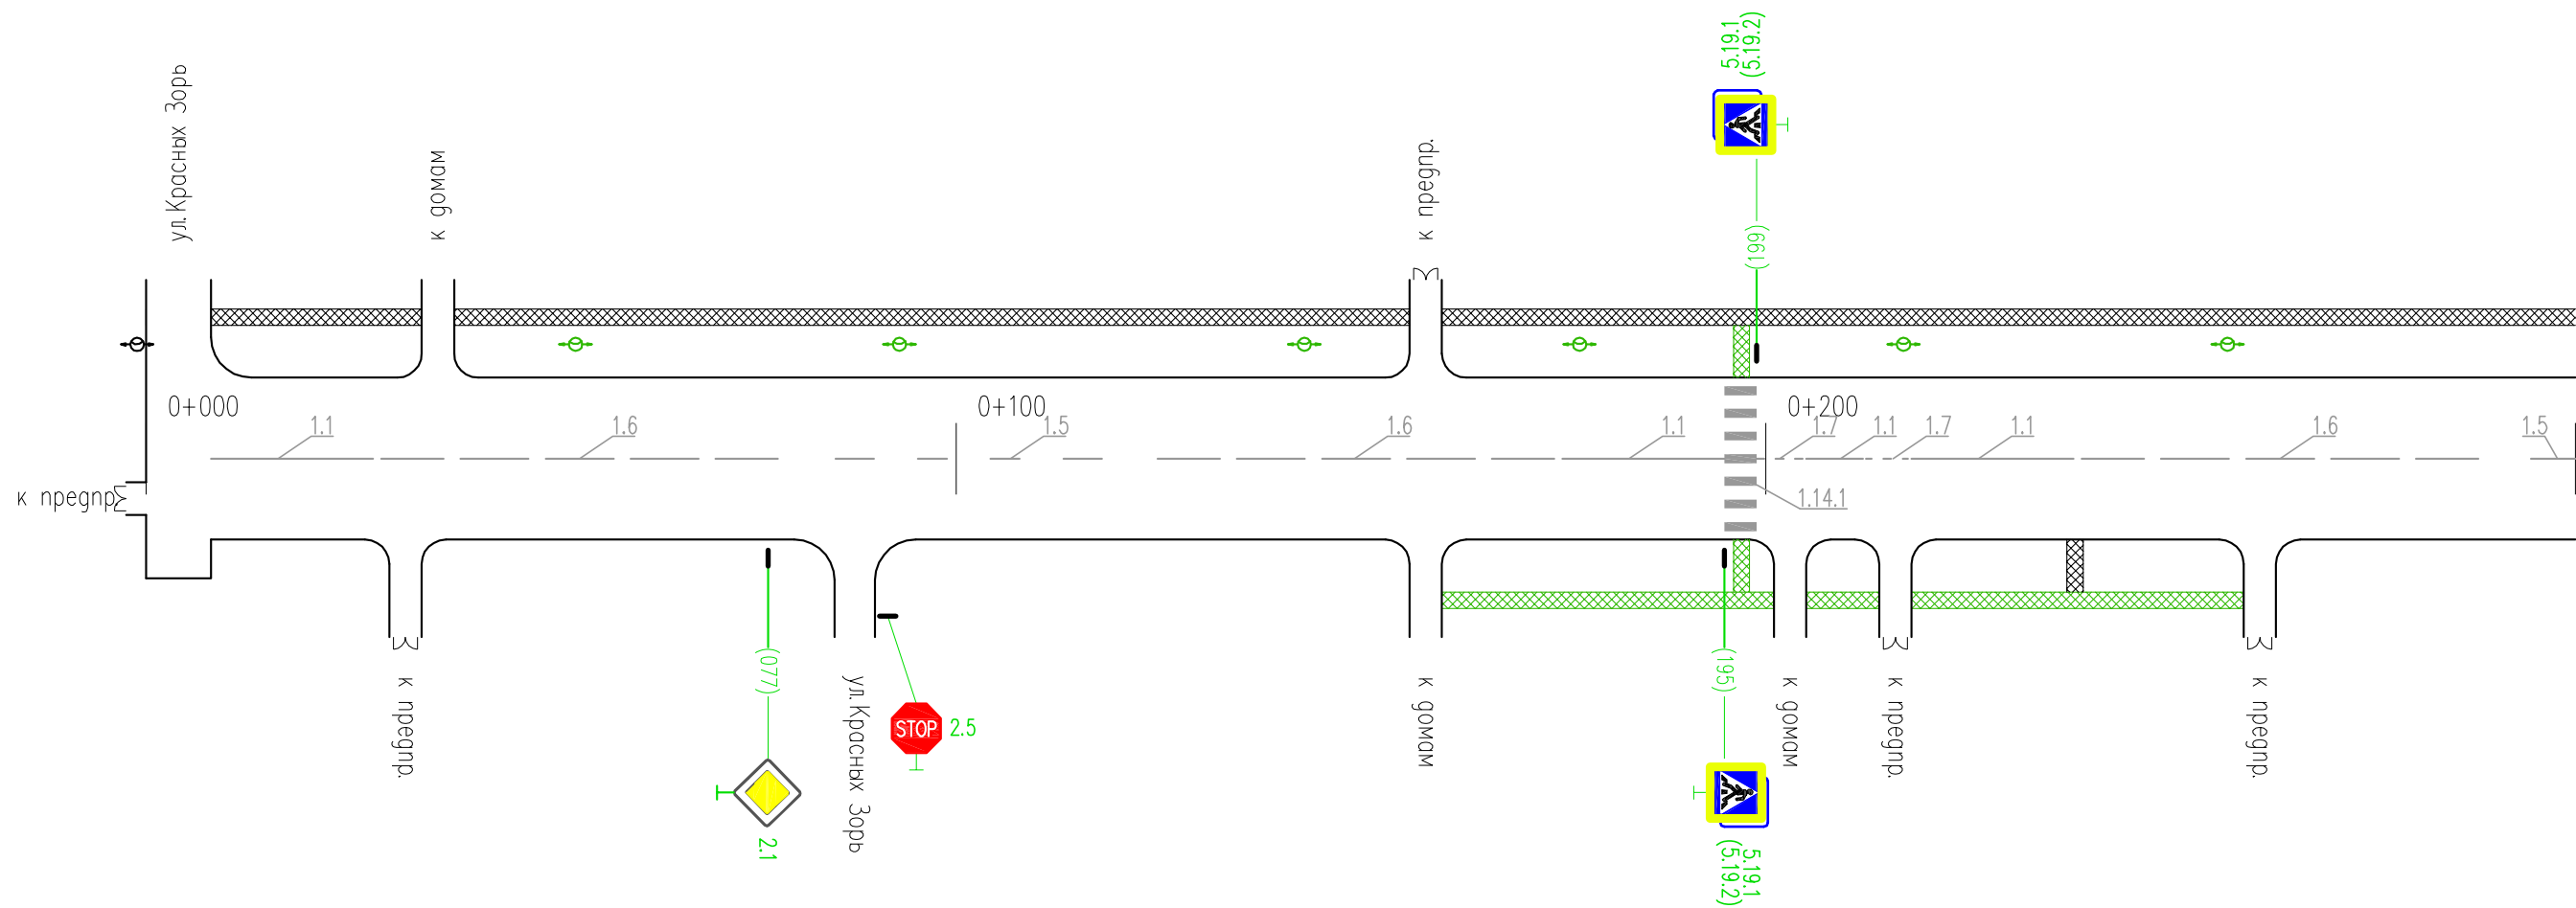 5.19.1
(5.19.2)
ул.Красных Зорь
к домам
к предпр.
(199)
0+000
0+100
0+200
1.1
1.6
1.5
1.6
1.1
1.7
1.1
1.7
1.1
1.6
1.5
к предпр.
1.14.1
(077)
(195)
к предпр.
ул.Красных Зорь
STOP
2.5
к домам
к домам
к предпр.
к предпр.
2.1
5.19.1
(5.19.2)